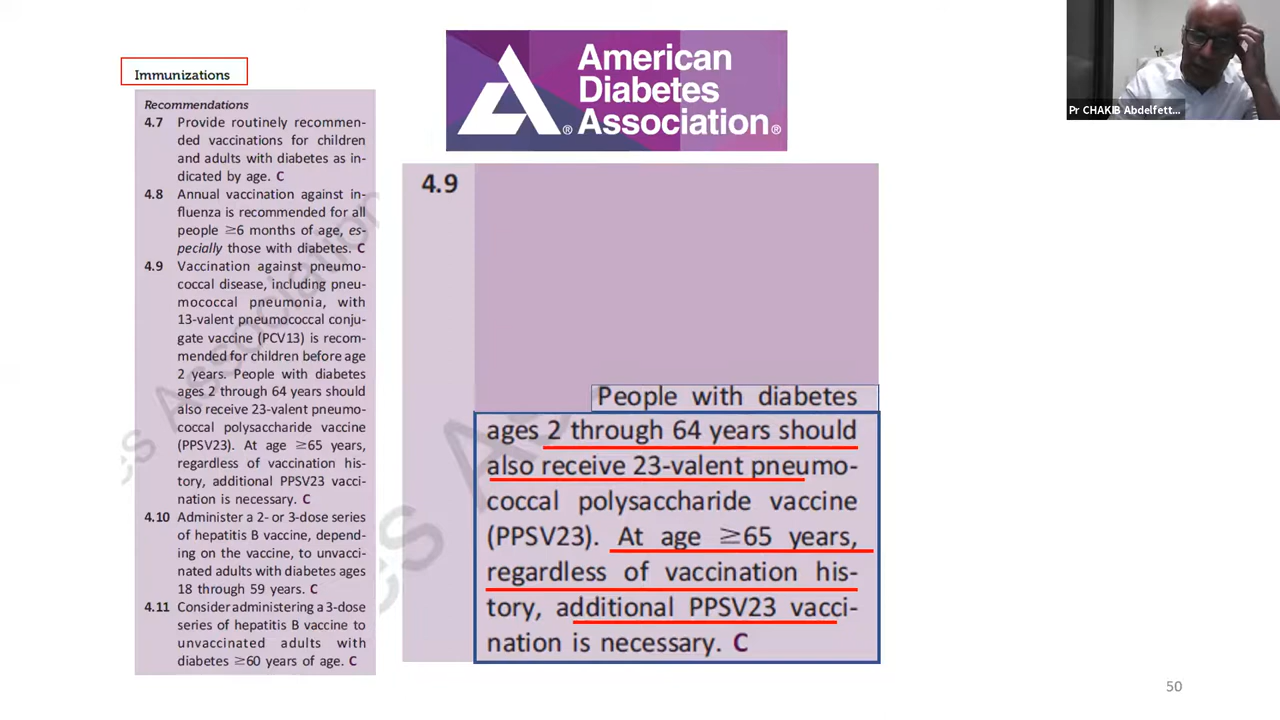 Immunizations
Recommendations
4.7 Provide routinely recommen-
ded vaccinations for children
and adults with diabetes as in-
dicated by age. C
4.8 Annual vaccination against in-
fluenza is recommended for all
people ≥6 months of age, es-
pecially those with diabetes. C
4.9 Vaccination against pneumo-
coccal disease, including pneu-
mococcal pneumonia, with
13-valent pneumococcal conju-
gate vaccine (PCV13) is recom-
mended for children before age
2 years. People with diabetes
ages 2 through 64 years should
also receive 23-valent pneumo-
coccal polysaccharide vaccine
(PPSV23). At age ≥65 years,
regardless of vaccination his-
tory, additional PPSV23 vacci-
nation is necessary. C
4.10 Administer a 2- or 3-dose series
of hepatitis B vaccine, depend-
ing on the vaccine, to unvacci-
nated adults with diabetes ages
18 through 59 years. C
4.11 Consider administering a 3-dose
series of hepatitis B vaccine to
unvaccinated adults with
diabetes ≥60 years of age. C
American
Diabetes
Association®
4.9
People with diabetes
ages 2 through 64 years should
also receive 23-valent pneumo-
coccal polysaccharide vaccine
(PPSV23). At age ≥65 years,
regardless of vaccination his-
tory, additional PPSV23 vacci-
nation is necessary. C
Pr CHAKIB Abdelfett...
50